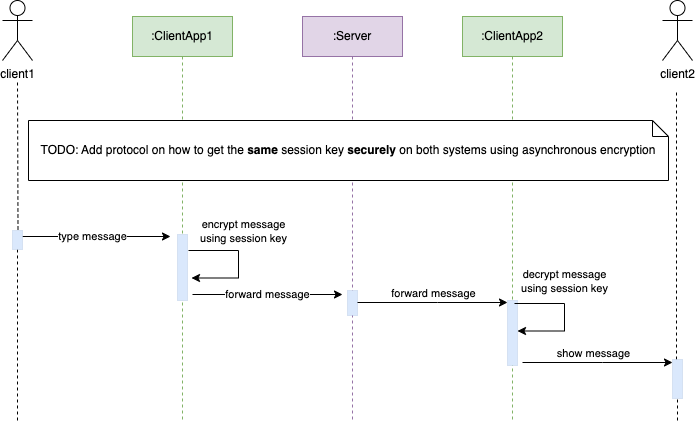 :ClientApp1
:Server
:ClientApp2
client1
client2
TODO: Add protocol on how to get the same session key securely on both systems using asynchronous encryption
type message
encrypt message
using session key
forward message
forward message
decrypt message
using session key
show message